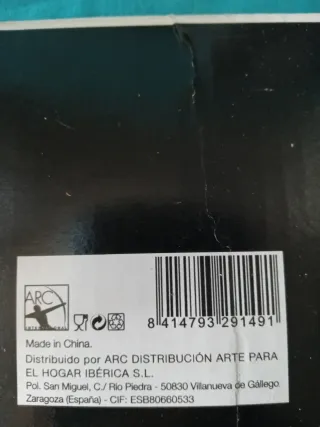 ARC
INTERNATIONAL
8 414793 291491
Made in China.
Distribuido por ARC DISTRIBUCIÓN ARTE PARA
EL HOGAR IBÉRICA S.L.
Pol. San Miguel, C./ Río Piedra - 50830 Villanueva de Gállego.
Zaragoza (España) - CIF: ESB80660533